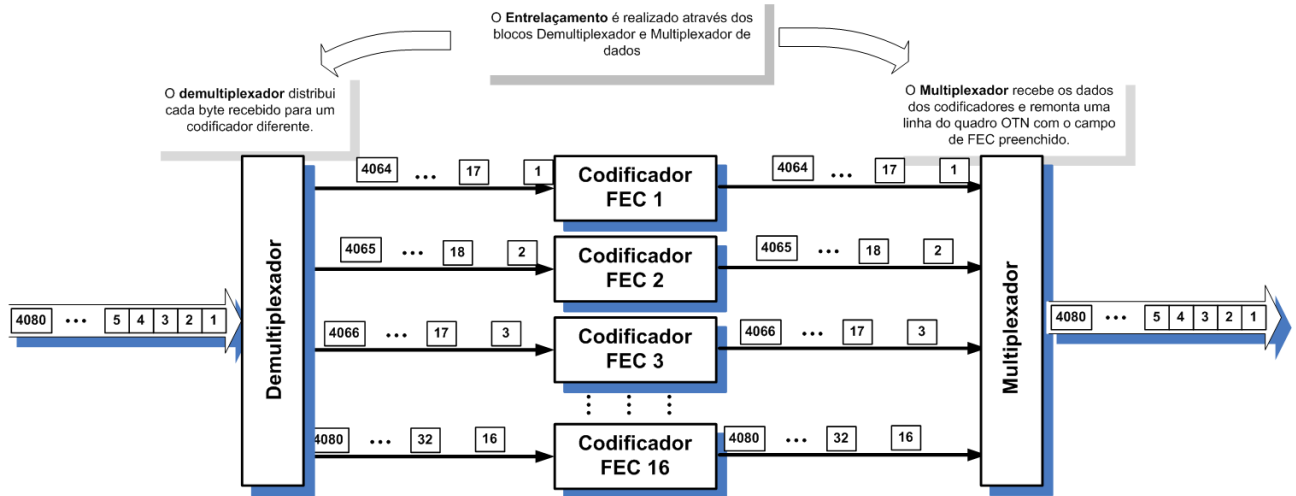 O Entrelaçamento é realizado através dos
blocos Demultiplexador e Multiplexador de
dados
O demultiplexador distribui
cada byte recebido para um
codificador diferente.
O Multiplexador recebe os dados
dos codificadores e remonta uma
linha do quadro OTN com o campo
de FEC preenchido.
4064 ... 17 1
Codificador
FEC 1
4064 ... 17 1
4065 ... 18 2
Codificador
FEC 2
4065 ... 18 2
4080 ... 5 4 3 2 1
Demultiplexador
4066 ... 17 3
Codificador
FEC 3
4066 ... 17 3
Multiplexador
4080 ... 5 4 3 2 1
4080 ... 32 16
Codificador
FEC 16
4080 ... 32 16